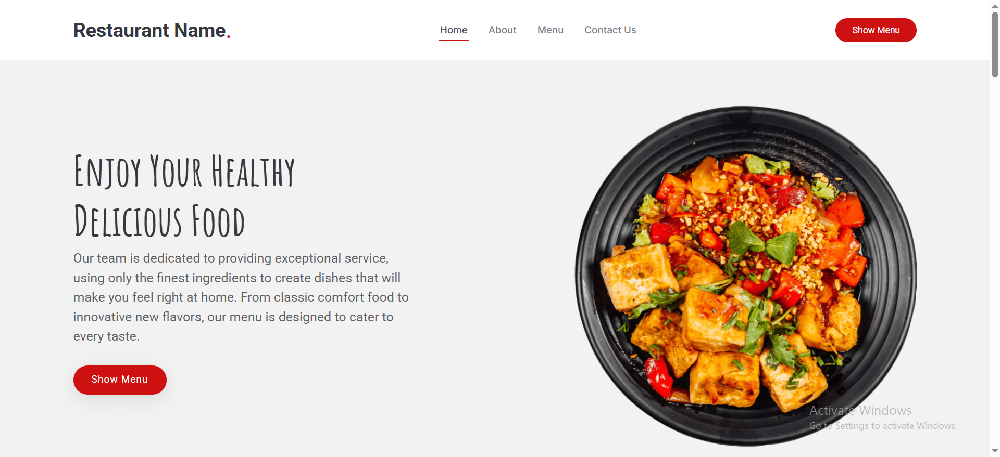 Restaurant Name.
Home About Menu Contact Us
Show Menu
Enjoy Your Healthy
Delicious Food
Our team is dedicated to providing exceptional service,
using only the finest ingredients to create dishes that will
make you feel right at home. From classic comfort food to
innovative new flavors, our menu is designed to cater to
every taste.
Show Menu
Activate Windows
Go to Settings to activate Windows.